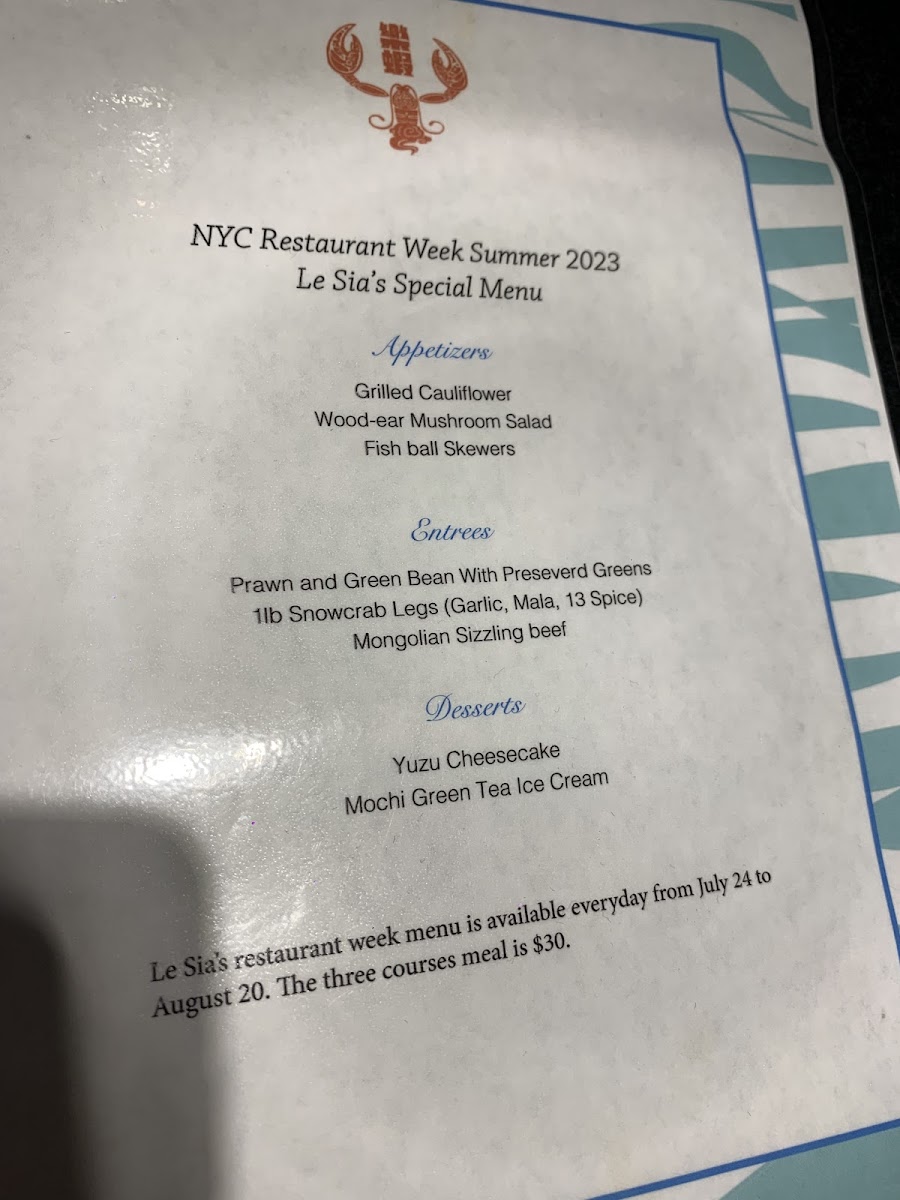 樂
蝦
NYC Restaurant Week Summer 2023
Le Sia's Special Menu
Appetizers
Grilled Cauliflower
Wood-ear Mushroom Salad
Fish ball Skewers
Entrees
Prawn and Green Bean With Preseverd Greens
1lb Snowcrab Legs (Garlic, Mala, 13 Spice)
Mongolian Sizzling beef
Desserts
Yuzu Cheesecake
Mochi Green Tea Ice Cream
Le Sia's restaurant week menu is available everyday from July 24 to
August 20. The three courses meal is $30.